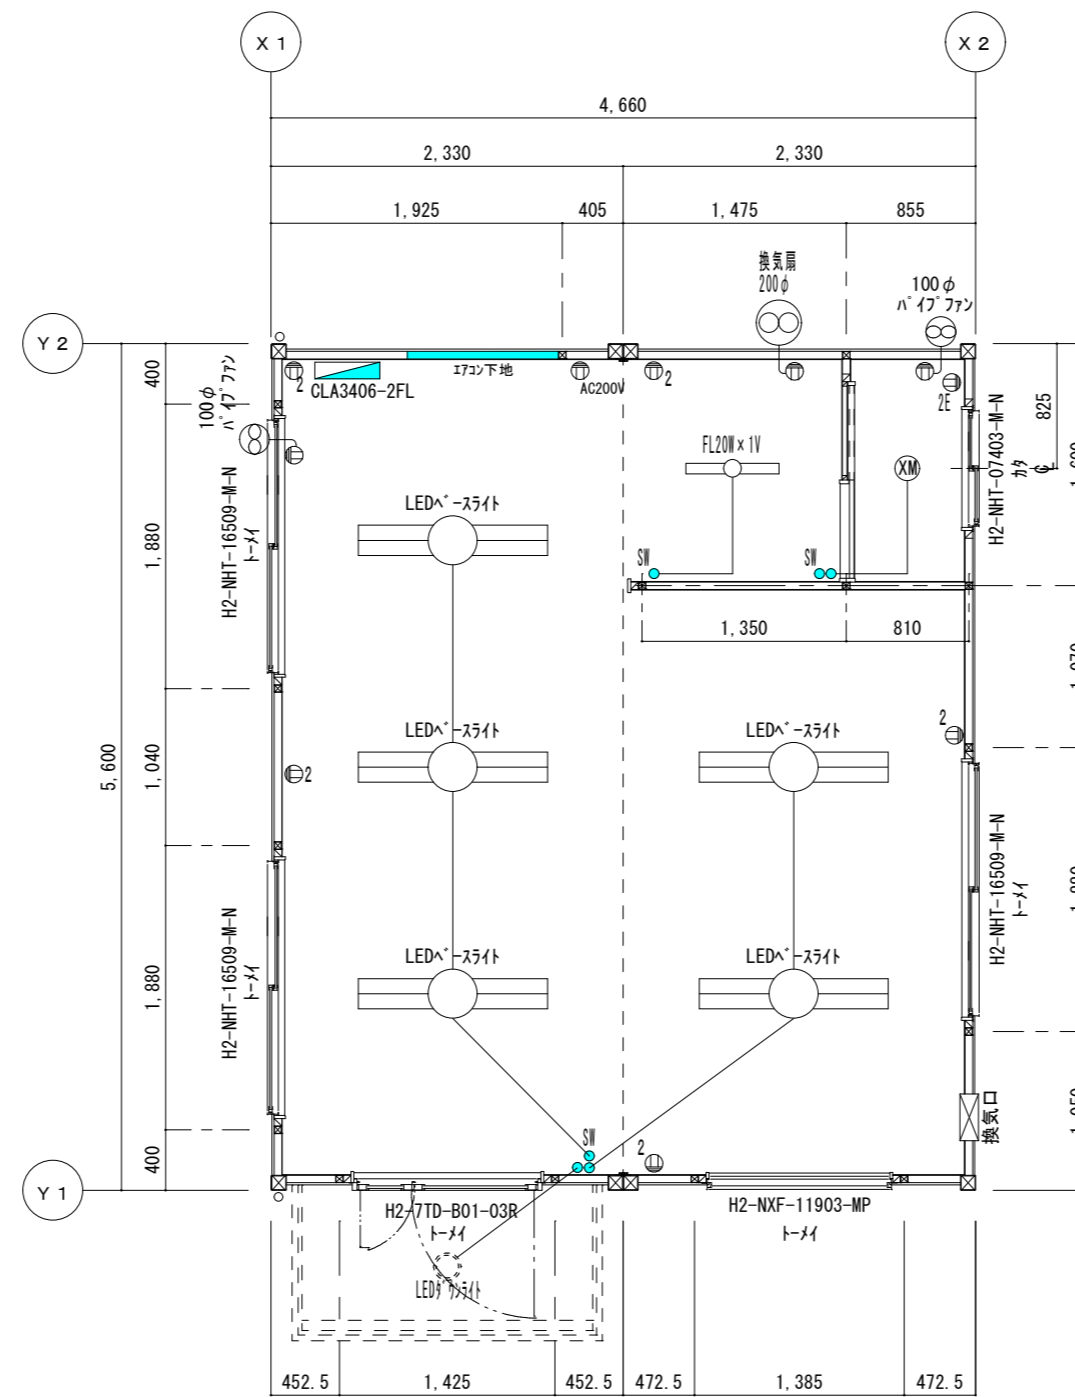 X 1
X 2
4,660
2,330
2,330
1,925
405
1,475
855
換気扇
200φ
100φ
パイプファン
Y 2
400
100φ
パイプファン
2
CLA3406-2FL
エアコン下地
AC200V
2
2E
825
H2-NHT-07403-M-N
カタ
FL20W×1V
XM
H2-NHT-16509-M-N
トーメイ
1,880
LEDベースライト
SW
SW
1,350
810
5,600
1,040
2
LEDベースライト
LEDベースライト
2
H2-NHT-16509-M-N
トーメイ
H2-NHT-16509-M-N
トーメイ
1,880
LEDベースライト
LEDベースライト
換気口
400
SW
2
Y 1
H2-7TD-B01-03R
トーメイ
H2-NXF-11903-MP
トーメイ
LEDダウンライト
452.5
1,425
452.5
472.5
1,385
472.5